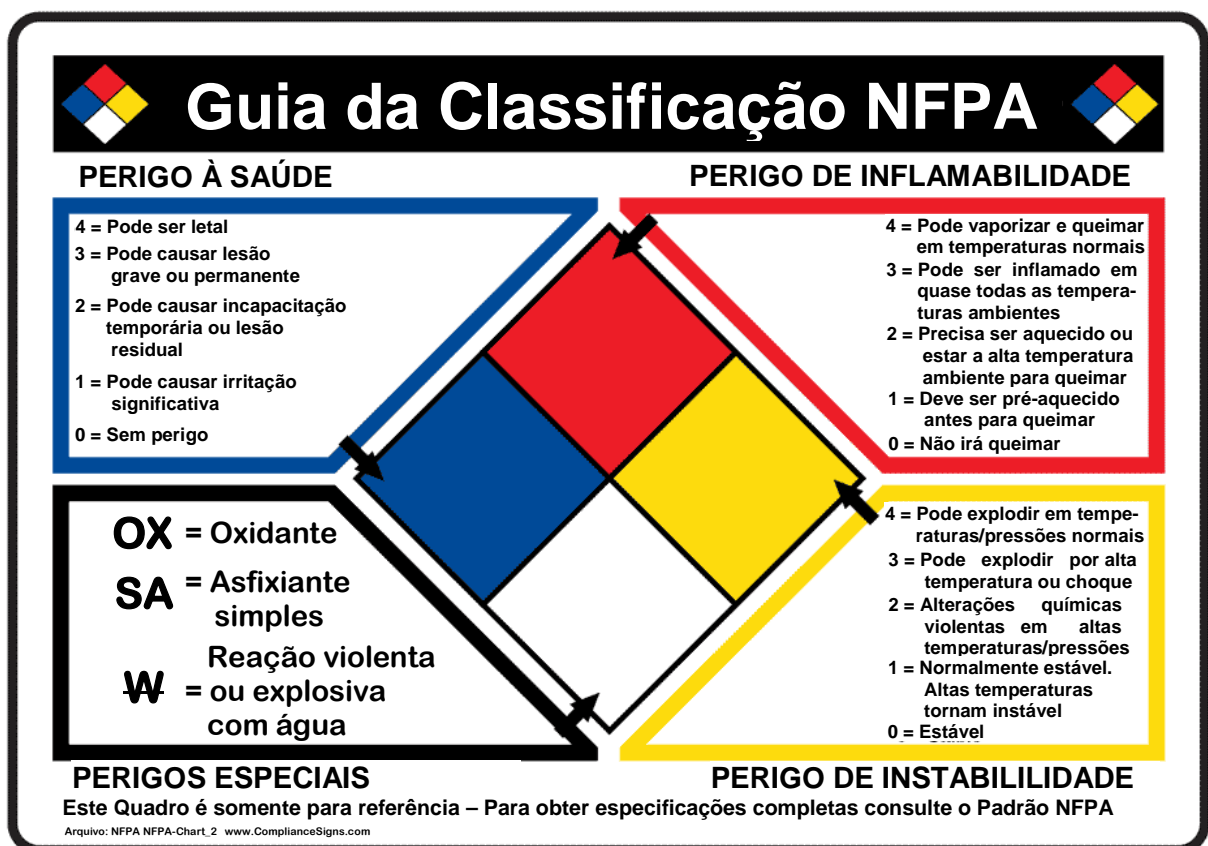 Guia da Classificação NFPA
PERIGO À SAÚDE
4 = Pode ser letal
3 = Pode causar lesão
grave ou permanente
2 = Pode causar incapacitação
temporária ou lesão
residual
1 = Pode causar irritação
significativa
0 = Sem perigo
PERIGO DE INFLAMABILIDADE
4 = Pode vaporizar e queimar
em temperaturas normais
3 = Pode ser inflamado em
quase todas as tempera-
turas ambientes
2 = Precisa ser aquecido ou
estar a alta temperatura
ambiente para queimar
1 = Deve ser pré-aquecido
antes para queimar
0 = Não irá queimar
OX = Oxidante
SA = Asfixiante
simples
Reação violenta
W = ou explosiva
com água
PERIGOS ESPECIAIS
4 = Pode explodir em tempe-
raturas/pressões normais
3 = Pode explodir por alta
temperatura ou choque
2 = Alterações químicas
violentas em altas
temperaturas/pressões
1 = Normalmente estável.
Altas temperaturas
tornam instável
0 = Estável
PERIGO DE INSTABILILIDADE
Este Quadro é somente para referência – Para obter especificações completas consulte o Padrão NFPA
Arquivo: NFPA NFPA-Chart_2 www.ComplianceSigns.com